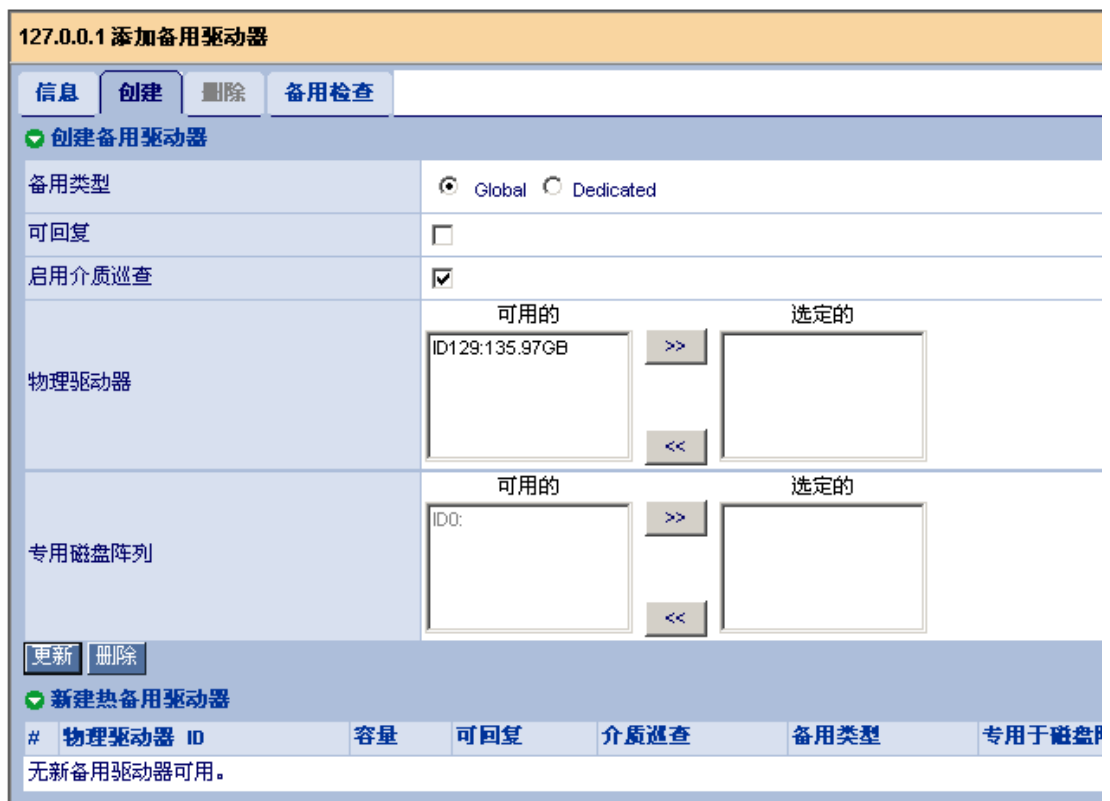 127.0.0.1 添加备用驱动器
信息 创建 删除 备用检查
创建备用驱动器
备用类型 Global Dedicated
可回复
启用介质巡查
物理驱动器
可用的 选定的
ID129:135.97GB >>
<<
专用磁盘阵列
可用的 选定的
ID0: >>
<<
更新 删除
新建热备用驱动器
# 物理驱动器 ID 容量 可回复 介质巡查 备用类型 专用于磁盘
无新备用驱动器可用。